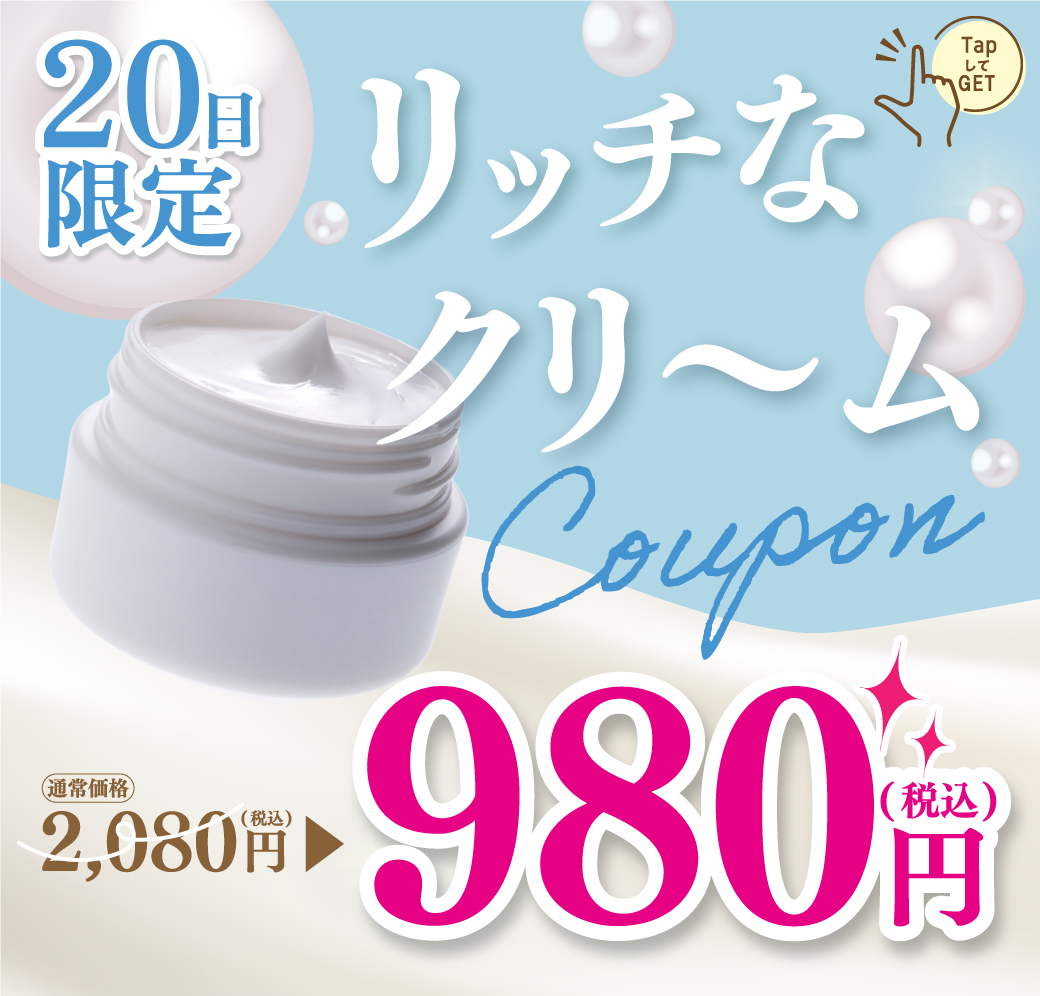 20日
限定
リッチな
クリ〜ム
Coupon
Tap
して
GET
通常価格
2,080円(税込)
980円(税込)